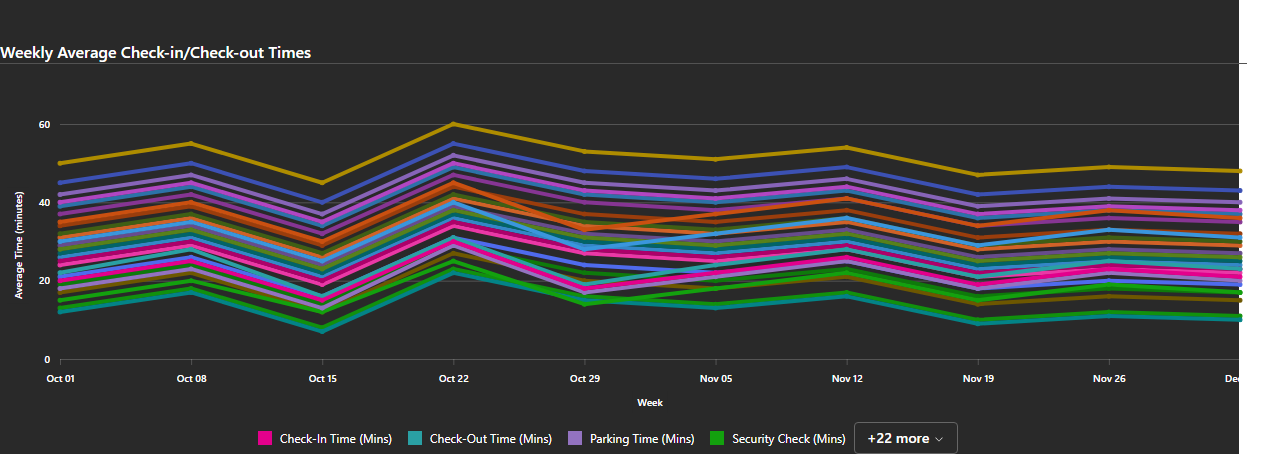 Weekly Average Check-in/Check-out Times
Average Time (minutes)
60
40
20
0
Oct 01 Oct 08 Oct 15 Oct 22 Oct 29 Nov 05 Nov 12 Nov 19 Nov 26 Dec
Week
Check-In Time (Mins) Check-Out Time (Mins) Parking Time (Mins) Security Check (Mins) +22 more